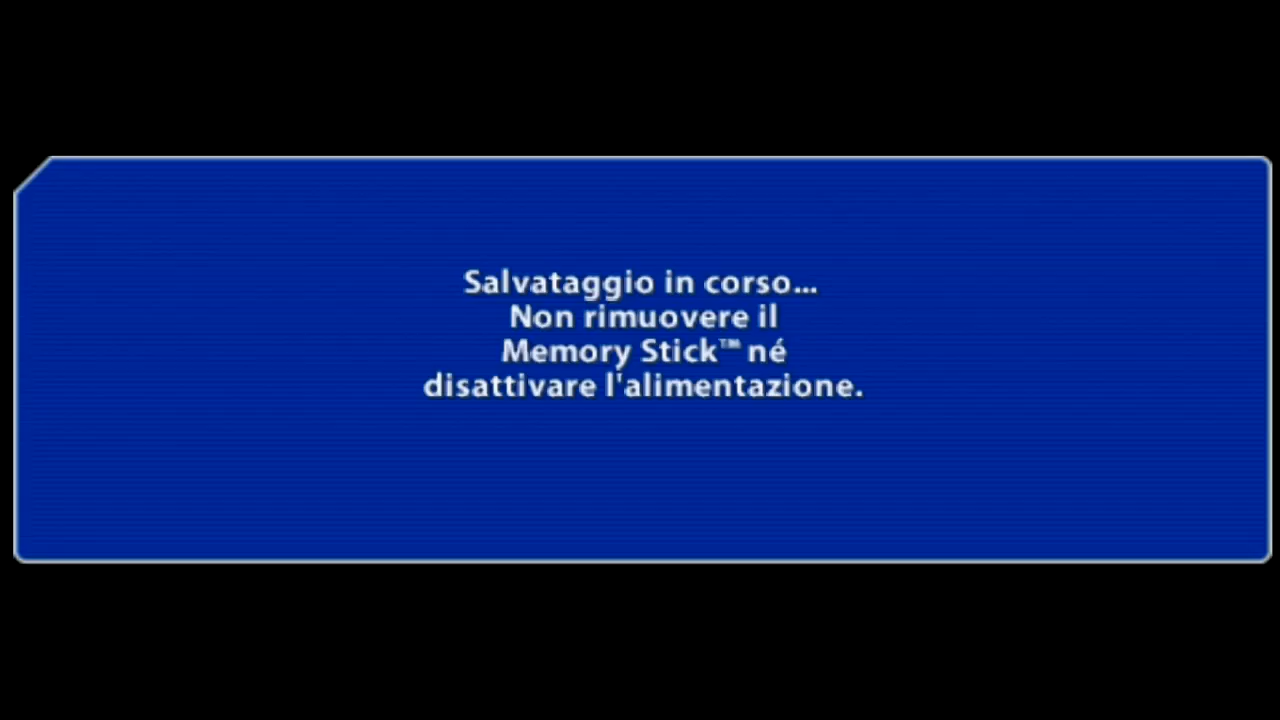 Salvataggio in corso...
Non rimuovere il
Memory Stick™ né
disattivare l'alimentazione.